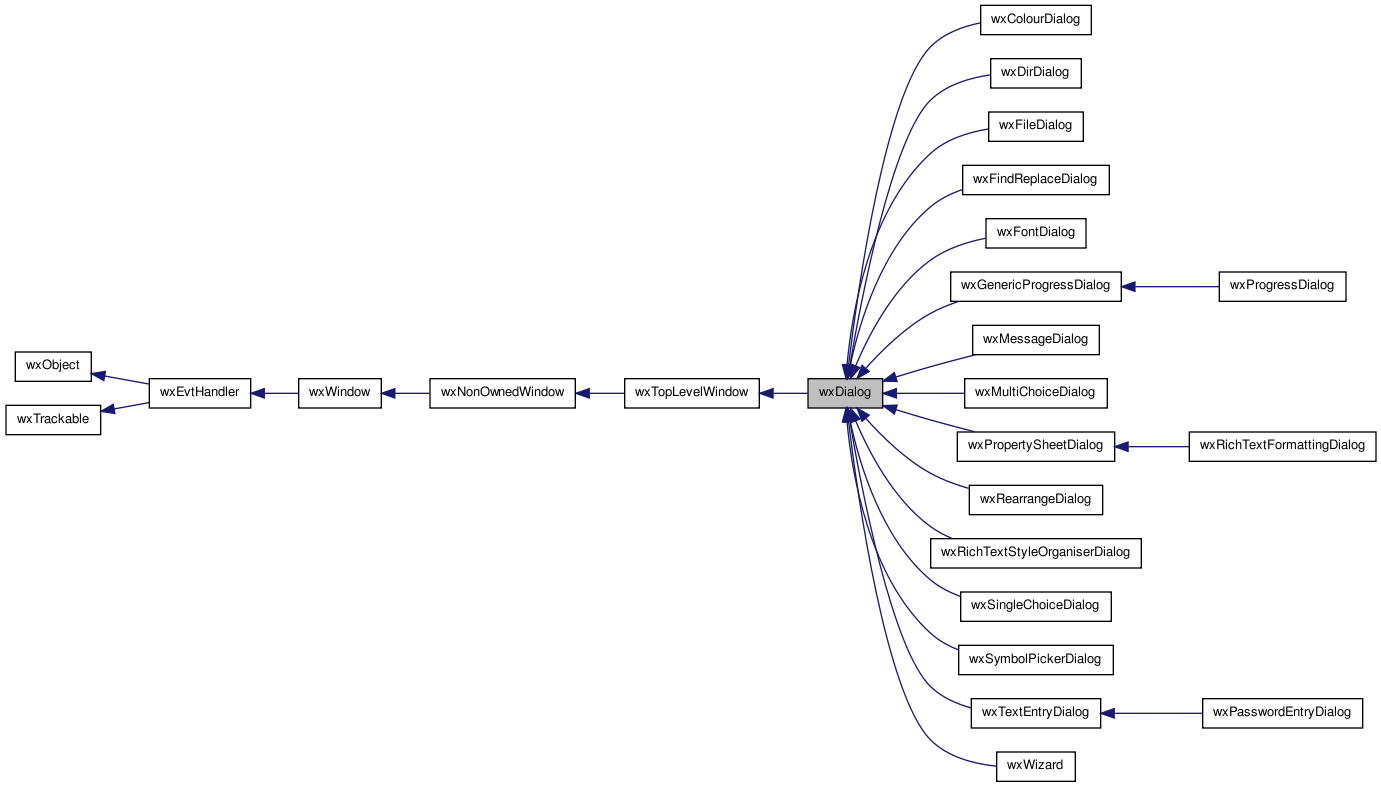 wxColourDialog
wxDirDialog
wxFileDialog
wxFindReplaceDialog
wxFontDialog
wxGenericProgressDialog
wxProgressDialog
wxMessageDialog
wxObject
wxEvtHandler
wxWindow
wxNonOwnedWindow
wxTopLevelWindow
wxDialog
wxMultiChoiceDialog
wxTrackable
wxPropertySheetDialog
wxRichTextFormattingDialog
wxRearrangeDialog
wxRichTextStyleOrganiserDialog
wxSingleChoiceDialog
wxSymbolPickerDialog
wxTextEntryDialog
wxPasswordEntryDialog
wxWizard